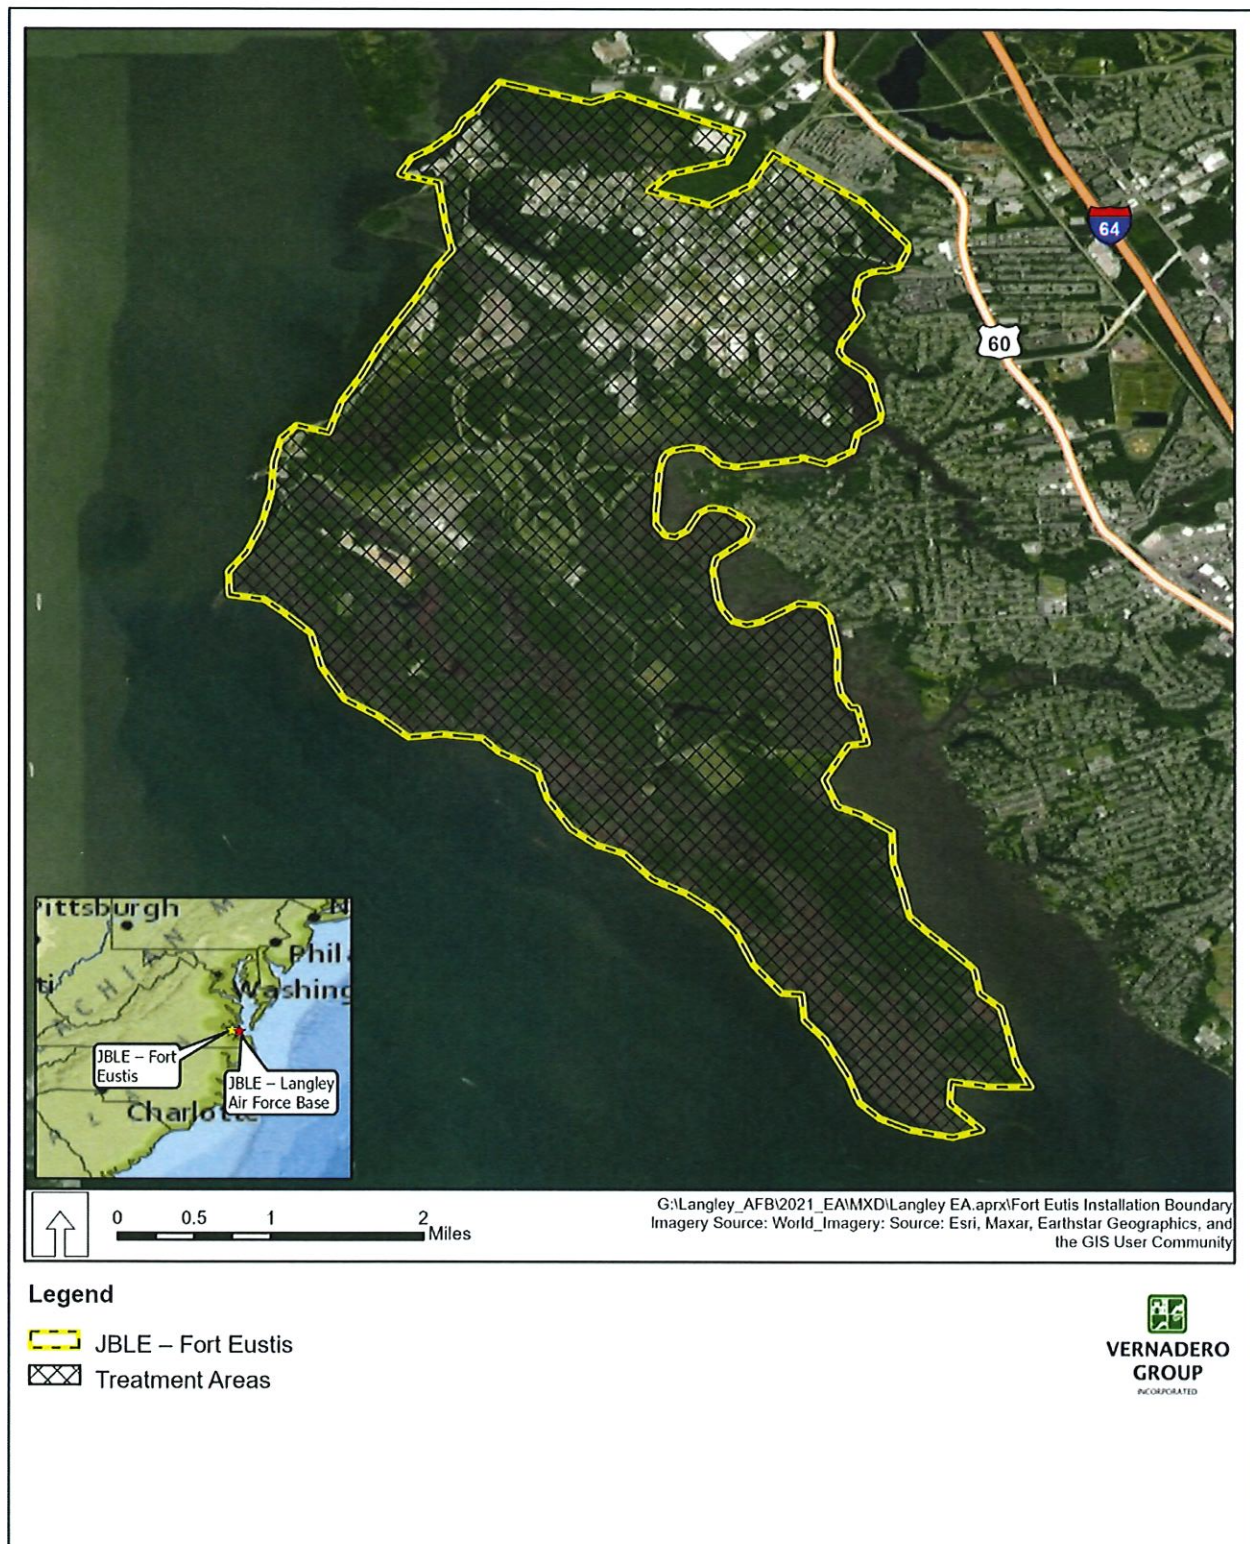 64
60
ittsburgh
Phil
Washing
CHIAN
JBLE – Fort
Eustis
JBLE – Langley
Air Force Base
Charlotte
0 0.5 1 2
Miles
G:\Langley_AFB\2021_EA\MXD\Langley EA.aprx\Fort Eutis Installation Boundary
Imagery Source: World_Imagery: Source: Esri, Maxar, Earthstar Geographics, and
the GIS User Community
Legend
JBLE – Fort Eustis
Treatment Areas
VERNADERO
GROUP
INCORPORATED